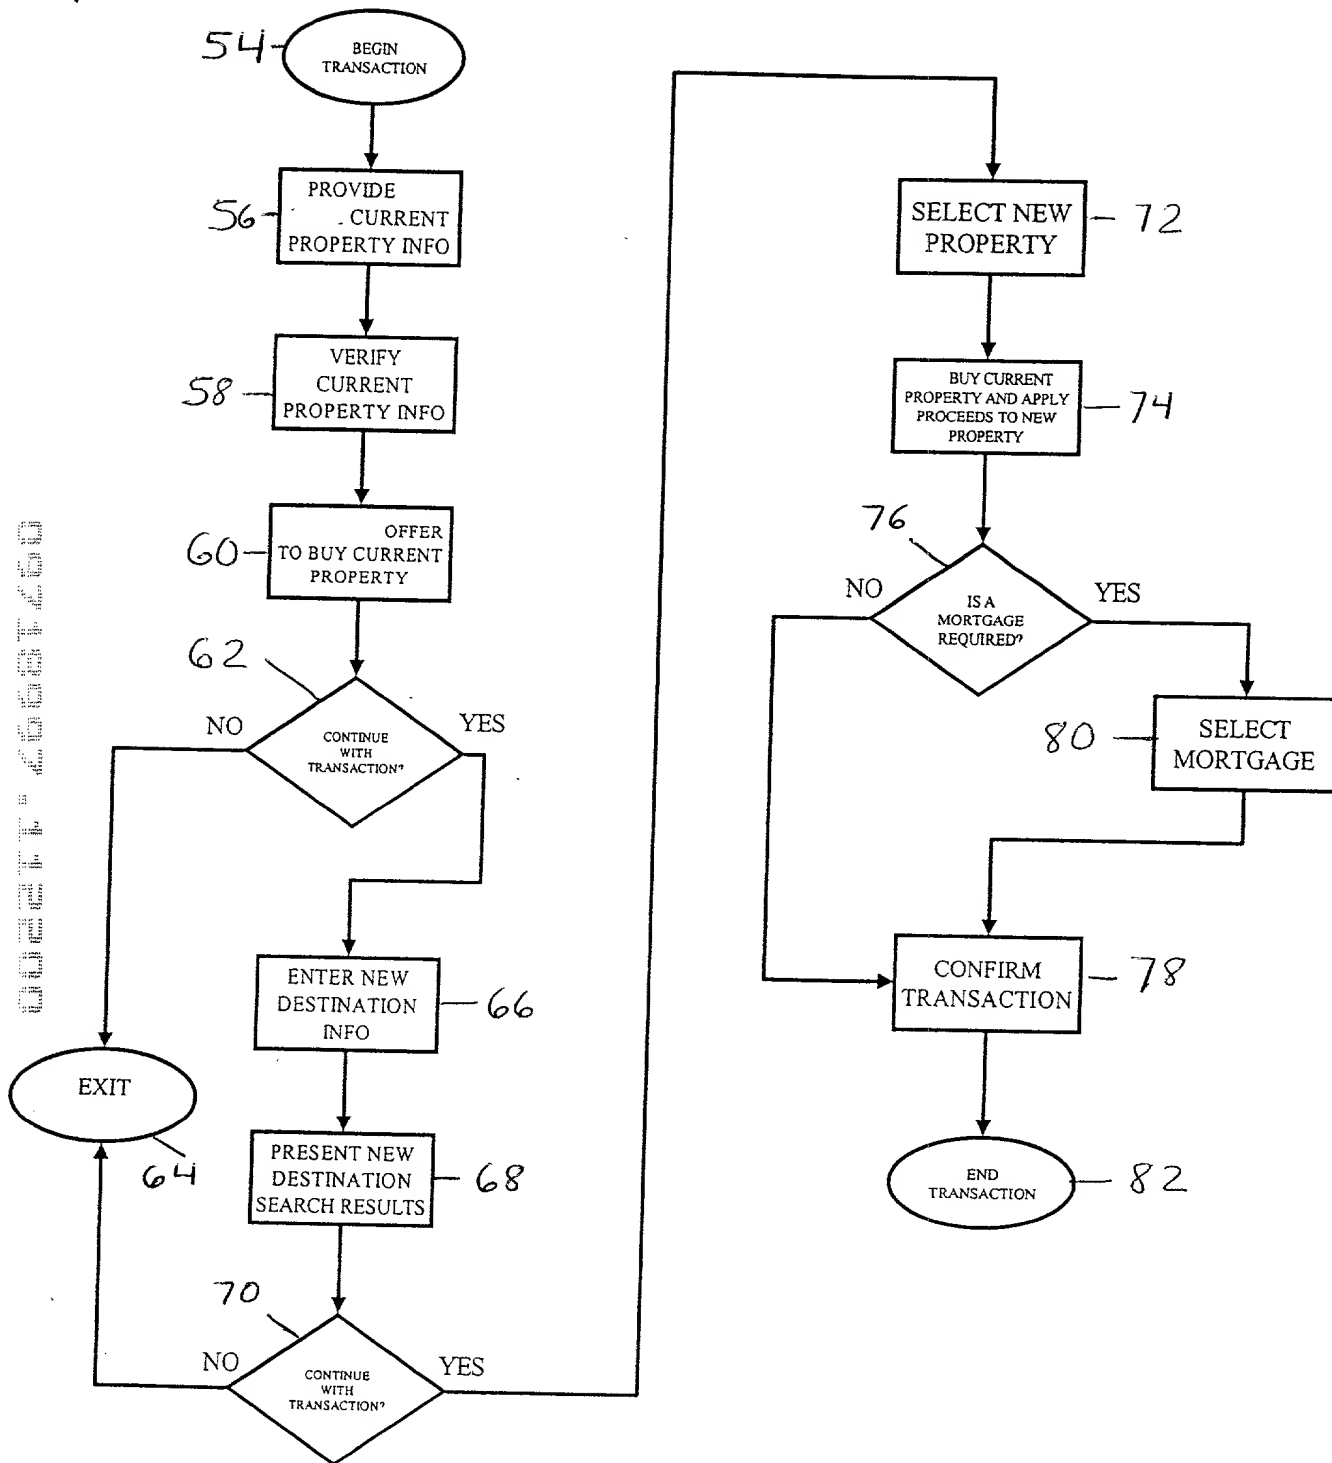 54
BEGIN
TRANSACTION
56
PROVIDE
CURRENT
PROPERTY INFO
58
VERIFY
CURRENT
PROPERTY INFO
60
OFFER
TO BUY CURRENT
PROPERTY
62
NO
YES
CONTINUE
WITH
TRANSACTION?
ENTER NEW
DESTINATION
INFO
66
EXIT
64
PRESENT NEW
DESTINATION
SEARCH RESULTS
68
70
NO
YES
CONTINUE
WITH
TRANSACTION?
SELECT NEW
PROPERTY
72
BUY CURRENT
PROPERTY AND APPLY
PROCEEDS TO NEW
PROPERTY
74
76
NO
YES
IS A
MORTGAGE
REQUIRED?
80
SELECT
MORTGAGE
CONFIRM
TRANSACTION
78
END
TRANSACTION
82